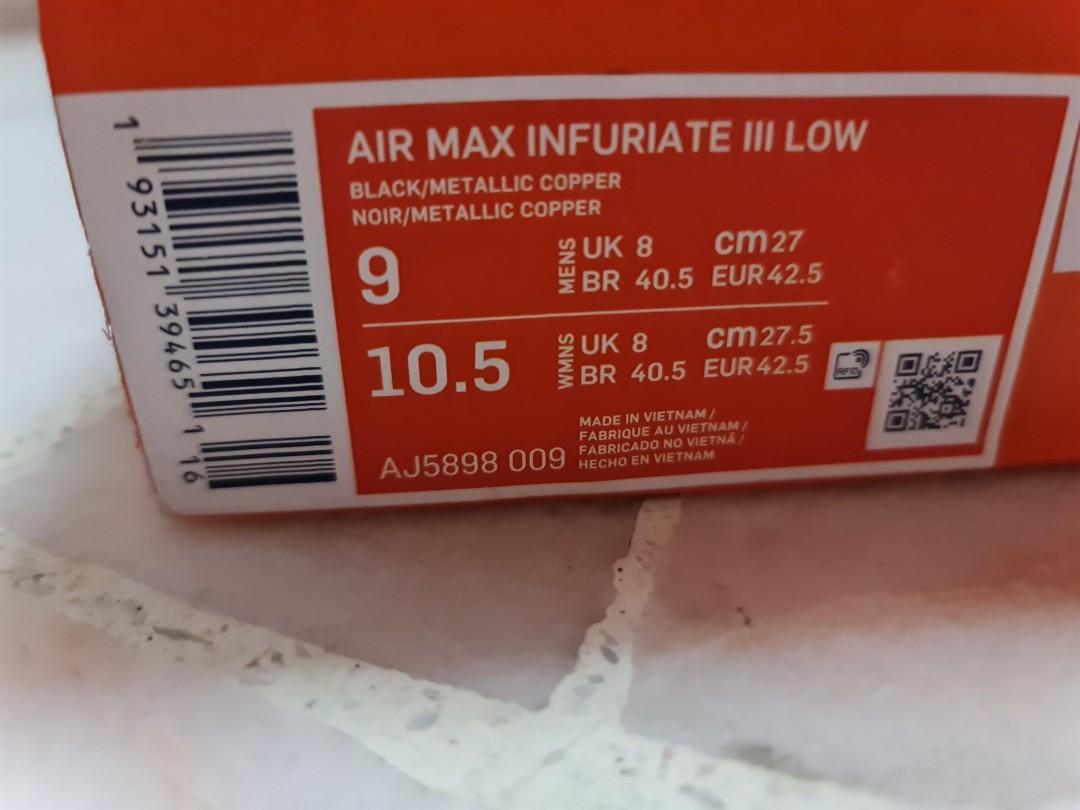 AIR MAX INFURIATE III LOW
BLACK/METALLIC COPPER
NOIR/METALLIC COPPER
9 MENS UK 8 cm 27
BR 40.5 EUR 42.5
10.5 WMNS UK 8 cm 27.5
BR 40.5 EUR 42.5
RFID
AJ5898 009
MADE IN VIETNAM /
FABRIQUE AU VIETNAM /
FABRICADO NO VIETNÃ /
HECHO EN VIETNAM
1 93151 39465 1 16